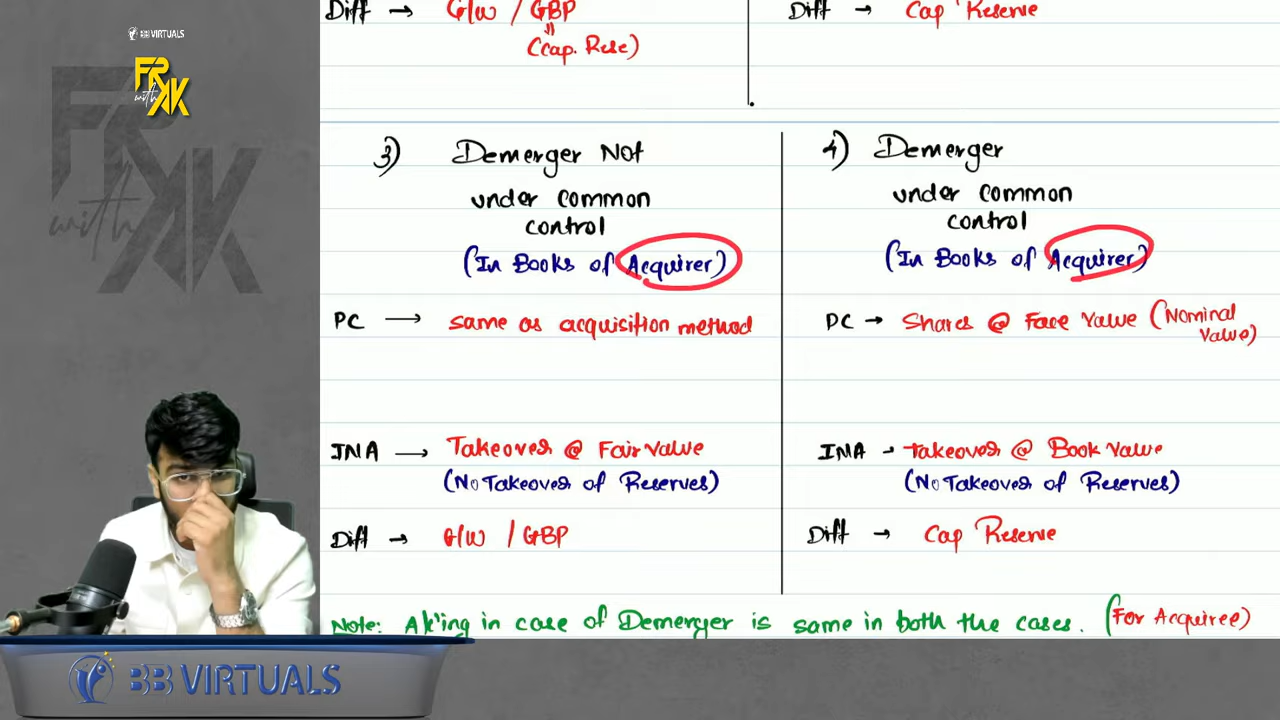 BB VIRTUALS
FR
with AK
FR
with AK
Diff → G/W / GBP
(Cap. Rese)
Diff → Cap Reserve
3) Demerger Not
under common
control
(In Books of Acquirer)
PC → same as acquisition method
INA → Takeover @ Fair value
(No Takeover of Reserves)
Diff → G/W / GBP
4) Demerger
under common
control
(In Books of Acquirer)
PC → Shares @ Face Value (Nominal
Value)
INA → Takeover @ Book Value
(No Takeover of Reserves)
Diff → Cap Reserve
Note: A/c'ing in case of Demerger is same in both the cases. (For Acquiree)
BB VIRTUALS